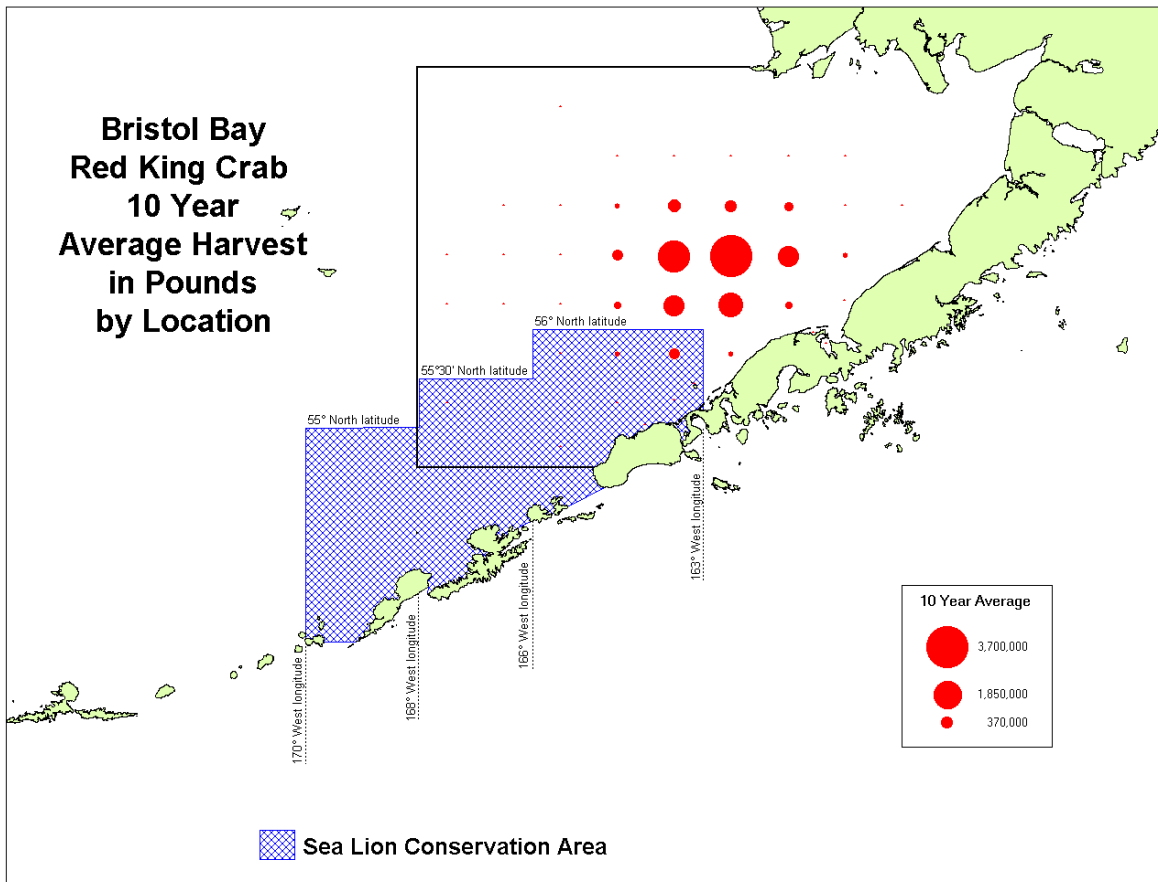 Bristol Bay
Red King Crab
10 Year
Average Harvest
in Pounds
by Location
56° North latitude
55°30' North latitude
55° North latitude
163° West longitude
166° West longitude
168° West longitude
170° West longitude
10 Year Average
3,700,000
1,850,000
370,000
Sea Lion Conservation Area